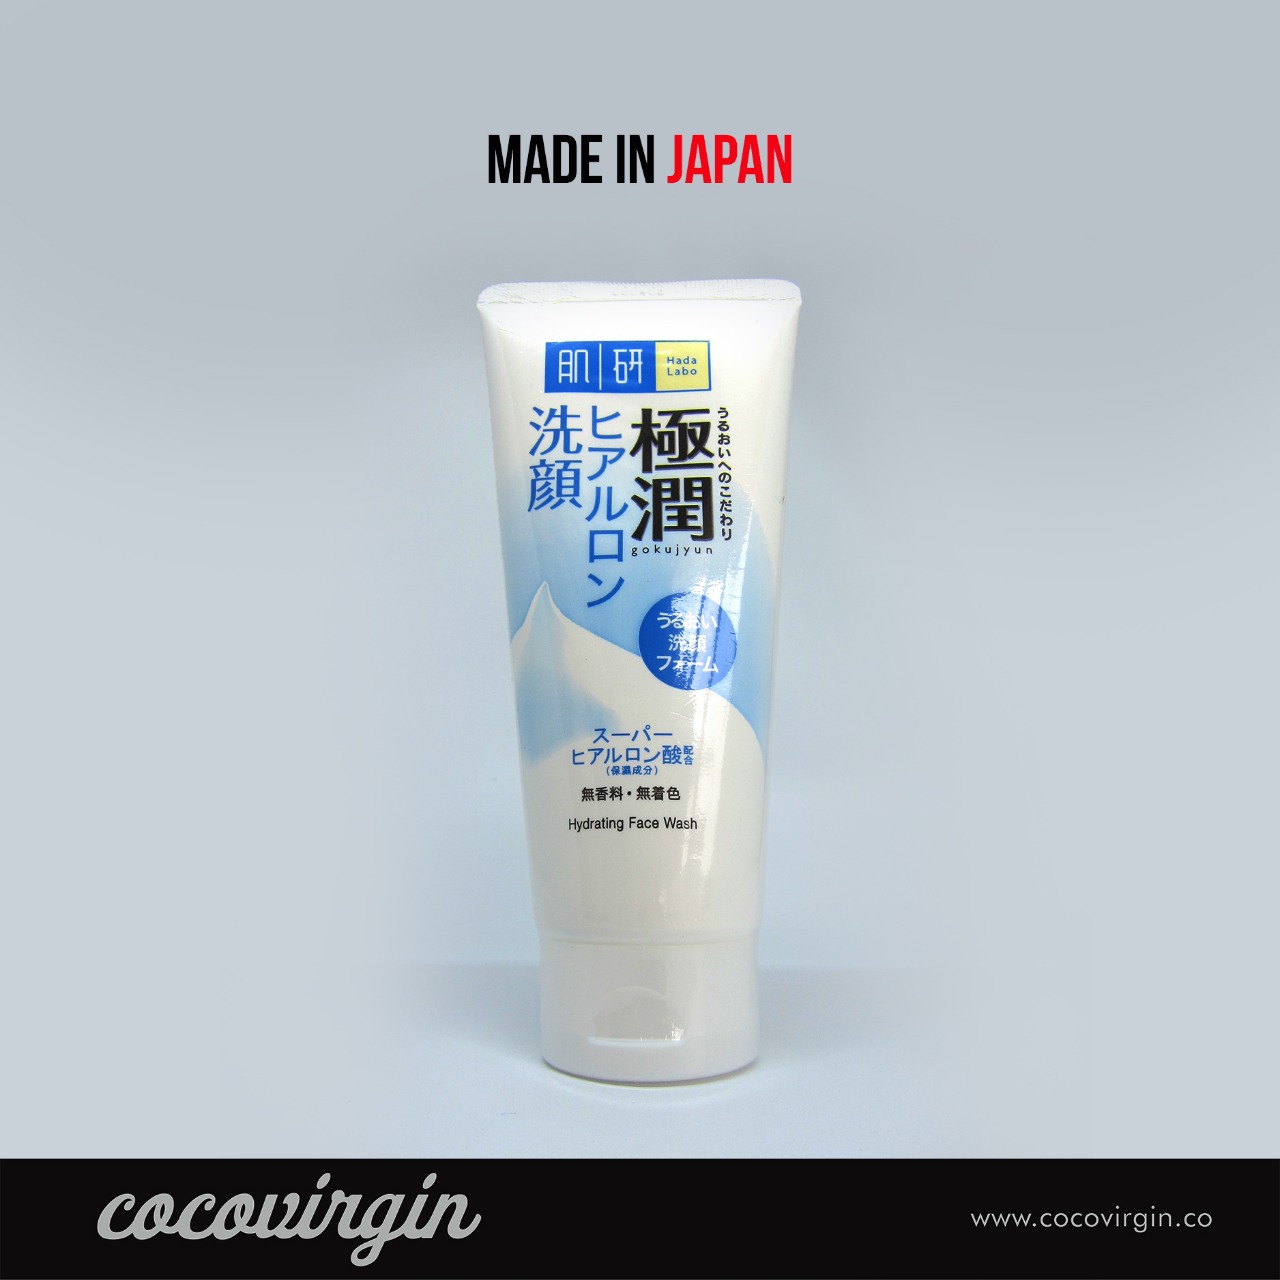 MADE IN JAPAN
肌研
Hada
Labo
うるおいへのこだわり
極潤
gokujyun
ヒアルロン
洗顔
うるおい
洗顔
フォーム
スーパー
ヒアルロン酸配合
(保濕成分)
無香料・無着色
Hydrating Face Wash
cocovirgin
www.cocovirgin.co